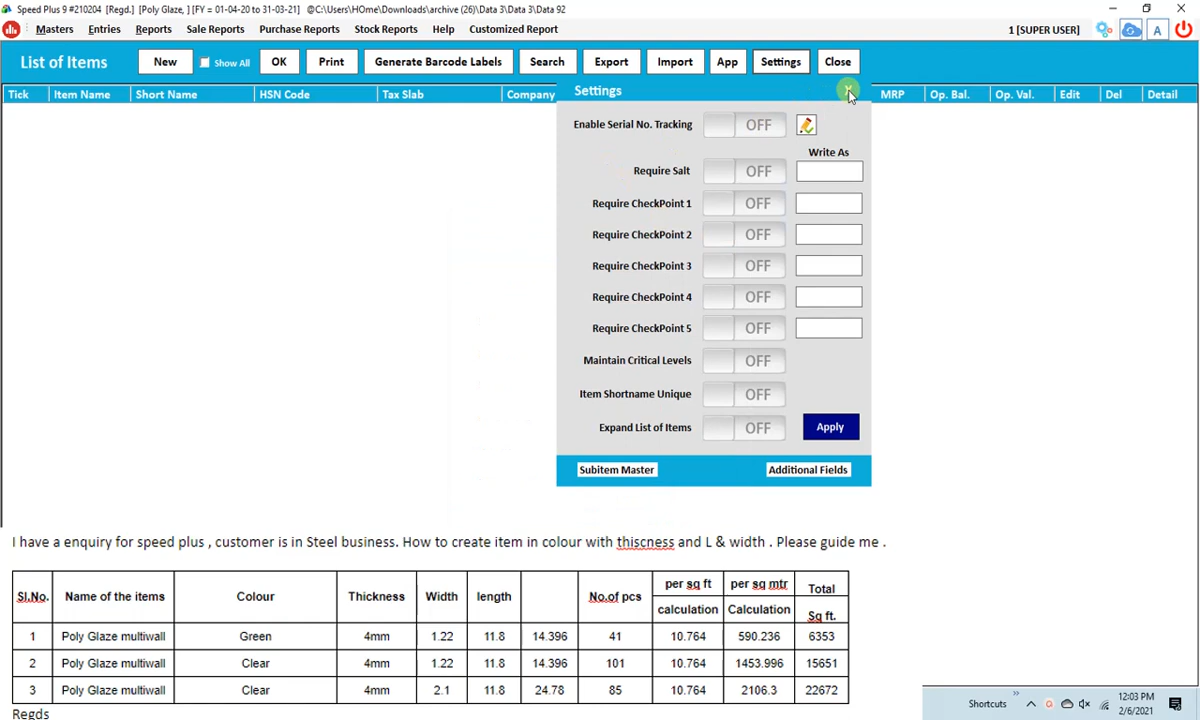 Speed Plus 9 #210204 [Regd.] [Poly Glaze, ] [FY = 01-04-20 to 31-03-21] @C:\Users\HOme\Downloads\archive (26)\Data 3\Data 3\Data 92
Masters Entries Reports Sale Reports Purchase Reports Stock Reports Help Customized Report 1 [SUPER USER] A
List of Items New Show All OK Print Generate Barcode Labels Search Export Import App Settings Close
Tick Item Name Short Name HSN Code Tax Slab Company MRP Op. Bal. Op. Val. Edit Del Detail
Settings
Enable Serial No. Tracking OFF
Write As
Require Salt OFF
Require CheckPoint 1 OFF
Require CheckPoint 2 OFF
Require CheckPoint 3 OFF
Require CheckPoint 4 OFF
Require CheckPoint 5 OFF
Maintain Critical Levels OFF
Item Shortname Unique OFF
Expand List of Items OFF Apply
Subitem Master Additional Fields
I have a enquiry for speed plus , customer is in Steel business. How to create item in colour with thiscness and L & width . Please guide me .
Sl.No. Name of the items Colour Thickness Width length No.of pcs per sq ft calculation per sq mtr Calculation Total Sq ft.
1 Poly Glaze multiwall Green 4mm 1.22 11.8 14.396 41 10.764 590.236 6353
2 Poly Glaze multiwall Clear 4mm 1.22 11.8 14.396 101 10.764 1453.996 15651
3 Poly Glaze multiwall Clear 4mm 2.1 11.8 24.78 85 10.764 2106.3 22672
Regds
Shortcuts » 12:03 PM
2/6/2021